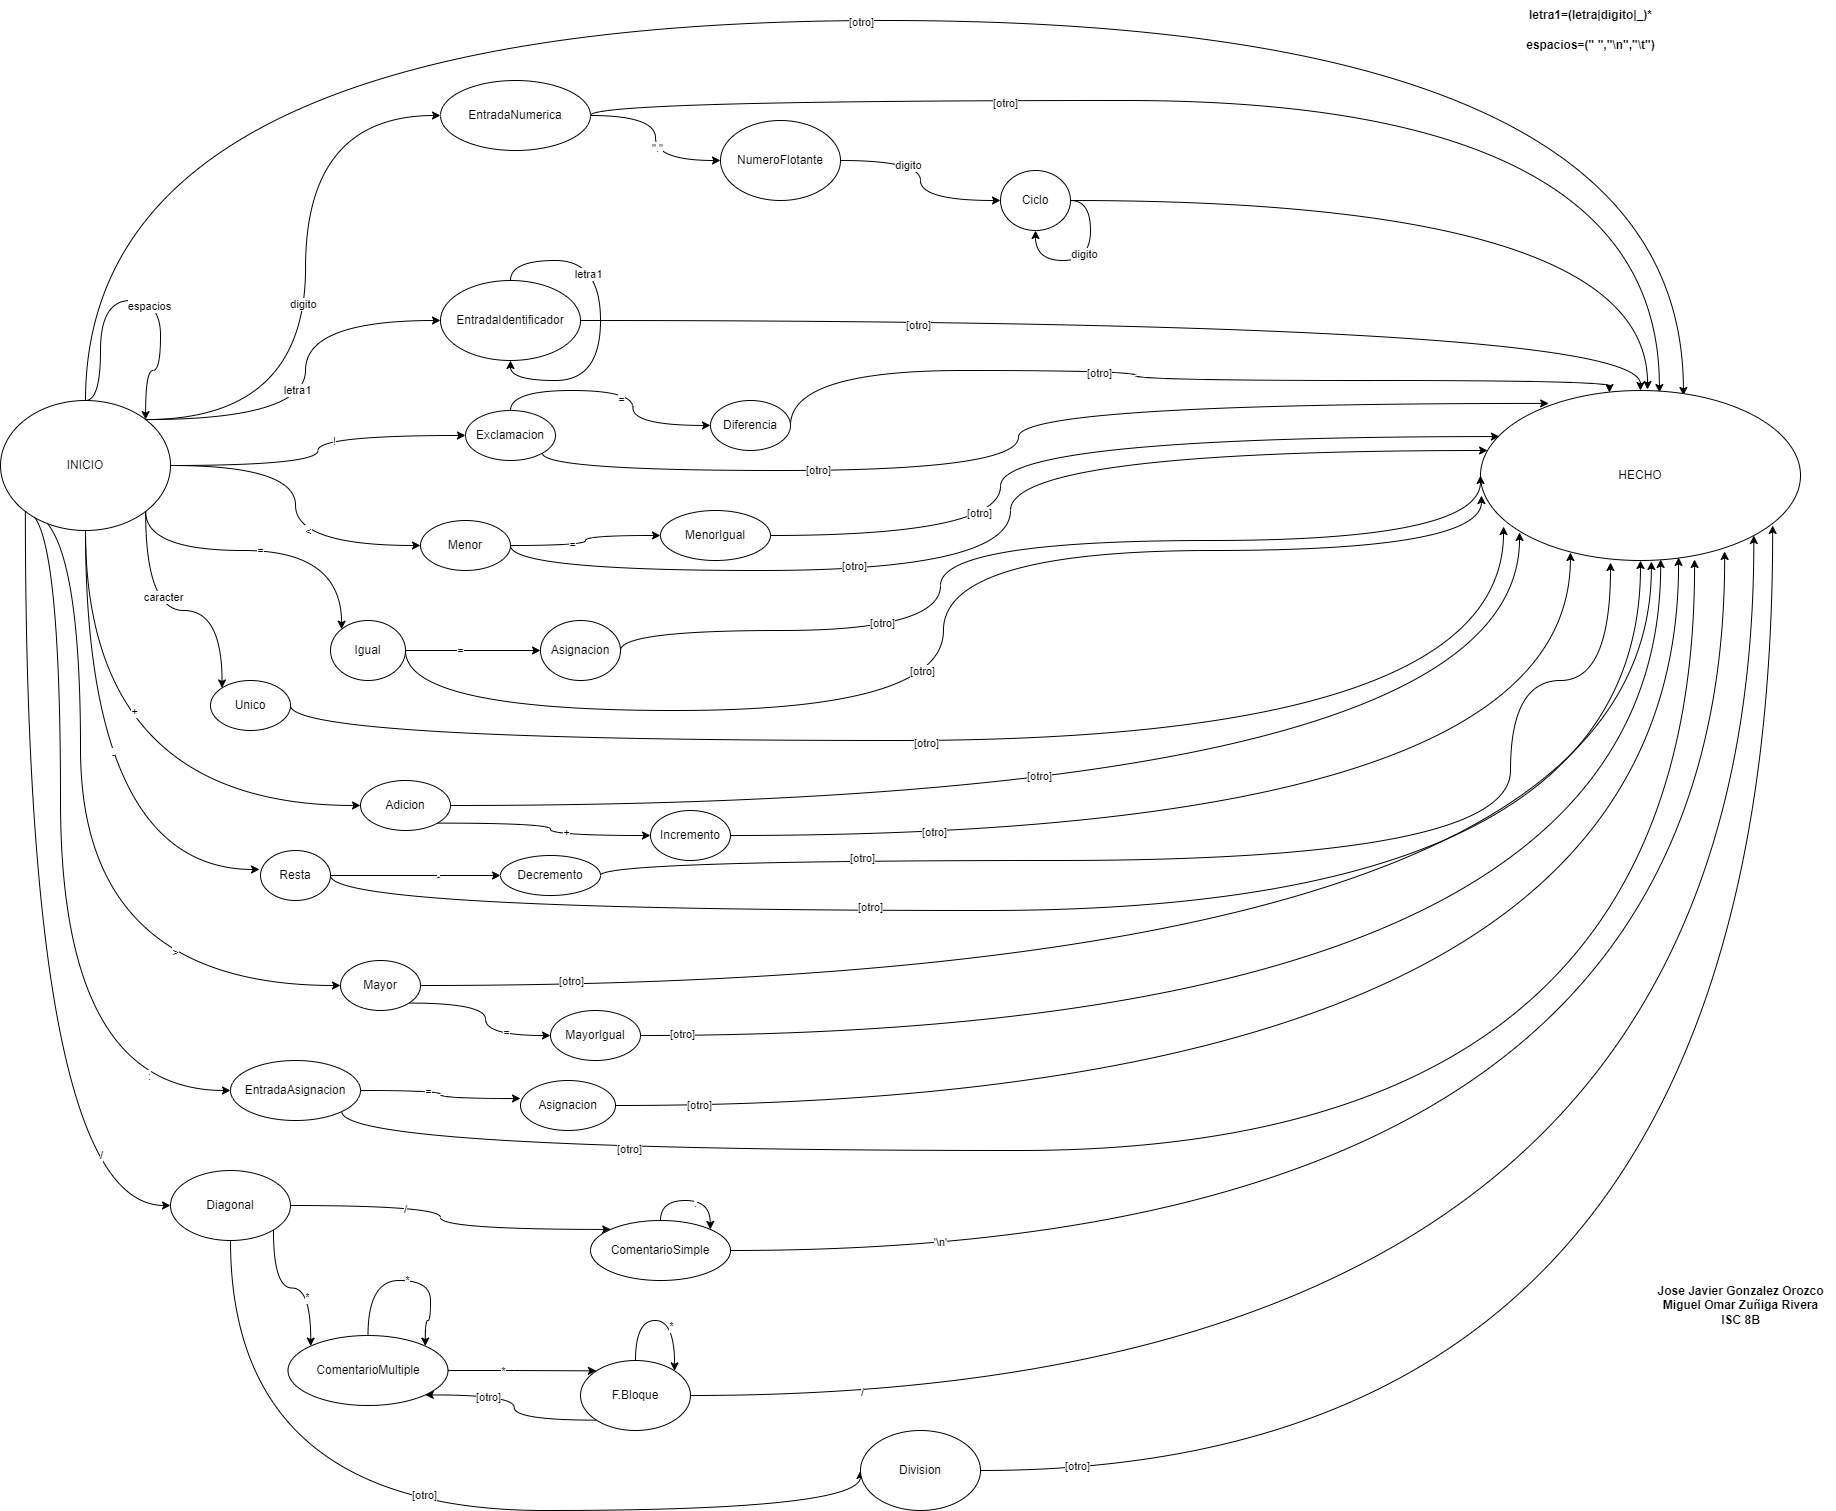 [otro]
letra1=(letra|digito|_)*
espacios=(" ","\n","\t")
EntradaNumerica
[otro]
"."
NumeroFlotante
digito
Ciclo
digito
letra1
espacios
digito
EntradaIdentificador
[otro]
letra1
[otro]
=
Exclamacion
Diferencia
!
INICIO
[otro]
HECHO
[otro]
<
Menor
=
MenorIgual
[otro]
=
caracter
[otro]
Igual
=
Asignacion
[otro]
Unico
+
[otro]
-
[otro]
Adicion
+
Incremento
[otro]
[otro]
Resta
-
Decremento
[otro]
>
[otro]
Mayor
=
MayorIgual
[otro]
:
EntradaAsignacion
=
Asignacion
[otro]
[otro]
/
Diagonal
/
.
ComentarioSimple
'\n'
*
*
Jose Javier Gonzalez Orozco
Miguel Omar Zuñiga Rivera
ISC 8B
*
ComentarioMultiple
*
F.Bloque
/
[otro]
Division
[otro]
[otro]